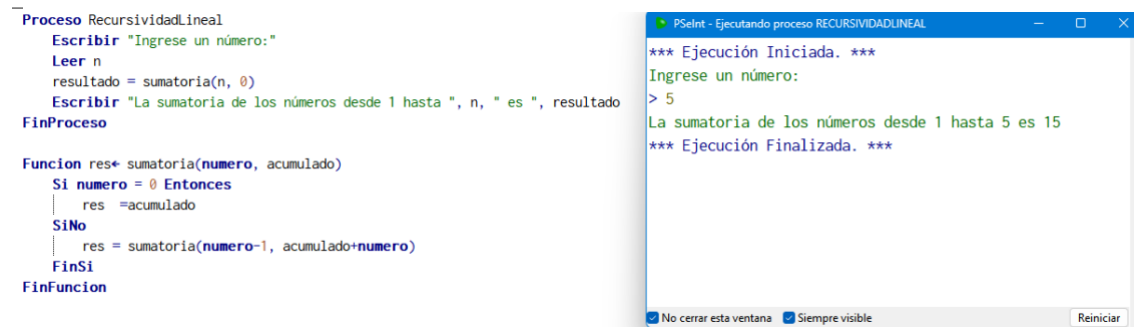 Proceso RecursividadLineal
Escribir "Ingrese un número:"
Leer n
resultado = sumatoria(n, 0)
Escribir "La sumatoria de los números desde 1 hasta ", n, " es ", resultado
FinProceso
Funcion res← sumatoria(numero, acumulado)
Si numero = 0 Entonces
res =acumulado
SiNo
res = sumatoria(numero-1, acumulado+numero)
FinSi
FinFuncion
PSeInt - Ejecutando proceso RECURSIVIDADLINEAL
*** Ejecución Iniciada. ***
Ingrese un número:
> 5
La sumatoria de los números desde 1 hasta 5 es 15
*** Ejecución Finalizada. ***
No cerrar esta ventana Siempre visible Reiniciar